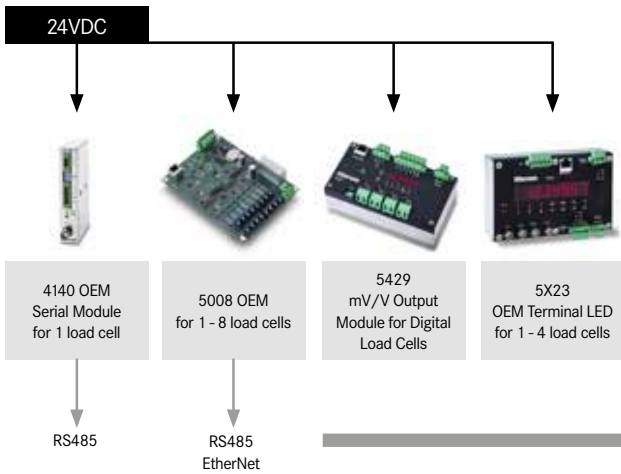 24VDC
4140 OEM
Serial Module
for 1 load cell
5008 OEM
for 1 - 8 load cells
5429
mV/V Output
Module for Digital
Load Cells
5X23
OEM Terminal LED
for 1 - 4 load cells
RS485
RS485
EtherNet